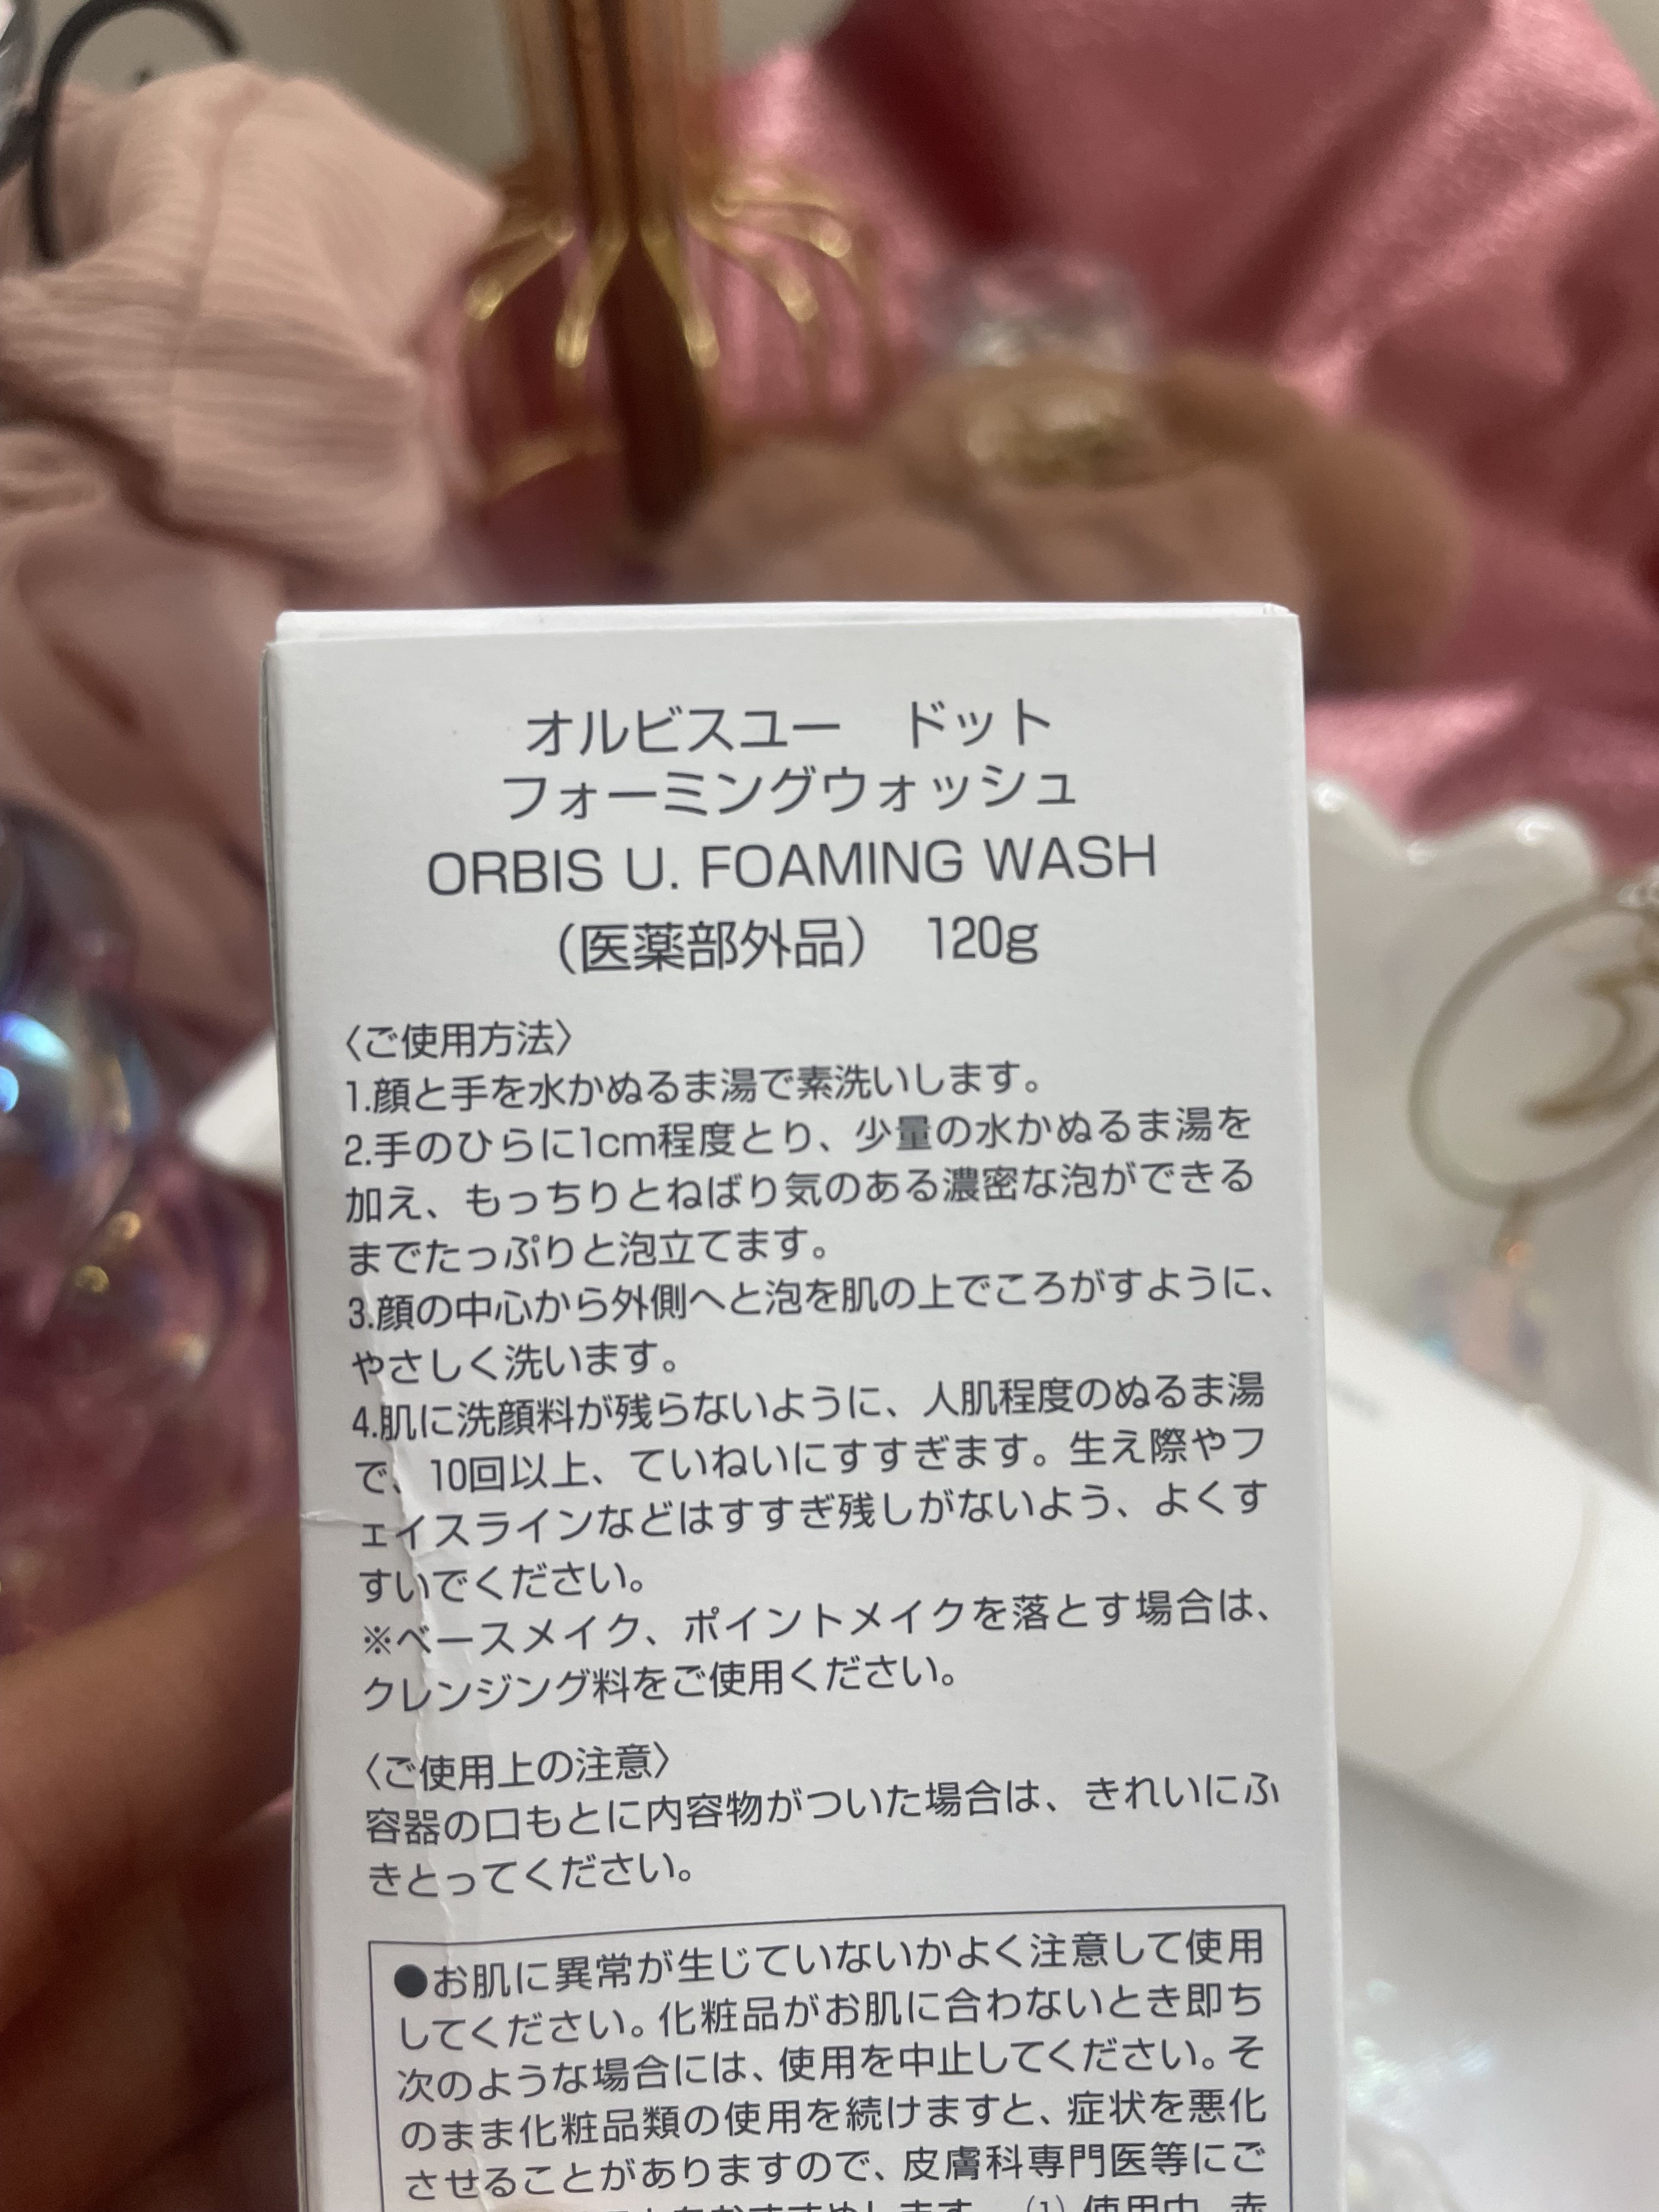 オルビスユー　ドット
フォーミングウォッシュ
ORBIS U. FOAMING WASH
（医薬部外品）　120g
〈ご使用方法〉
1.顔と手を水かぬるま湯で素洗いします。
2.手のひらに1cm程度とり、少量の水かぬるま湯を
加え、もっちりとねばり気のある濃密な泡ができる
までたっぷりと泡立てます。
3.顔の中心から外側へと泡を肌の上でころがすように、
やさしく洗います。
4.肌に洗顔料が残らないように、人肌程度のぬるま湯
で、10回以上、ていねいにすすぎます。生え際やフ
ェイスラインなどはすすぎ残しがないよう、よくす
すいでください。
※ベースメイク、ポイントメイクを落とす場合は、
クレンジング料をご使用ください。
〈ご使用上の注意〉
容器の口もとに内容物がついた場合は、きれいにふ
きとってください。
●お肌に異常が生じていないかよく注意して使用
してください。化粧品がお肌に合わないとき即ち
次のような場合には、使用を中止してください。そ
のまま化粧品類の使用を続けますと、症状を悪化
させることがありますので、皮膚科専門医等にご
おすすめします。（1）使用中、赤